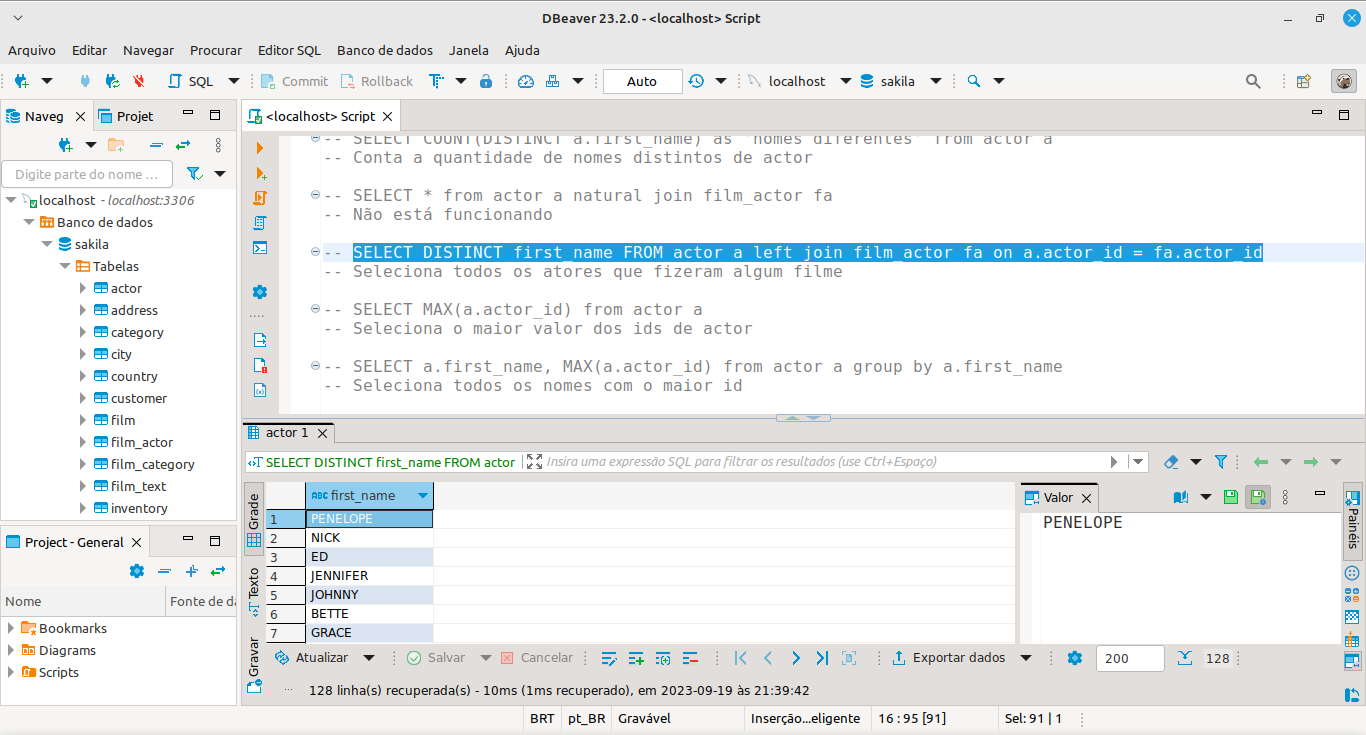 DBeaver 23.2.0 - <localhost> Script
Arquivo Editar Navegar Procurar Editor SQL Banco de dados Janela Ajuda
SQL Commit Rollback Auto localhost sakila
Naveg Projet
Digite parte do nome ...
localhost - localhost:3306
Banco de dados
sakila
Tabelas
actor
address
category
city
country
customer
film
film_actor
film_category
film_text
inventory
Project - General
Nome Fonte de da
Bookmarks
Diagrams
Scripts
<localhost> Script
-- SELECT COUNT(DISTINCT a.first_name) as 'nomes diferentes' from actor a
-- Conta a quantidade de nomes distintos de actor
-- SELECT * from actor a natural join film_actor fa
-- Não está funcionando
-- SELECT DISTINCT first_name FROM actor a left join film_actor fa on a.actor_id = fa.actor_id
-- Seleciona todos os atores que fizeram algum filme
-- SELECT MAX(a.actor_id) from actor a
-- Seleciona o maior valor dos ids de actor
-- SELECT a.first_name, MAX(a.actor_id) from actor a group by a.first_name
-- Seleciona todos os nomes com o maior id
actor 1
SELECT DISTINCT first_name FROM actor Insira uma expressão SQL para filtrar os resultados (use Ctrl+Espaço)
Grade
Texto
Gravar
ABC first_name
1 PENELOPE
2 NICK
3 ED
4 JENNIFER
5 JOHNNY
6 BETTE
7 GRACE
Valor
PENELOPE
Painéis
Atualizar Salvar Cancelar Exportar dados 200 128
128 linha(s) recuperada(s) - 10ms (1ms recuperado), em 2023-09-19 às 21:39:42
BRT pt_BR Gravável Inserção...eligente 16 : 95 [91] Sel: 91 | 1